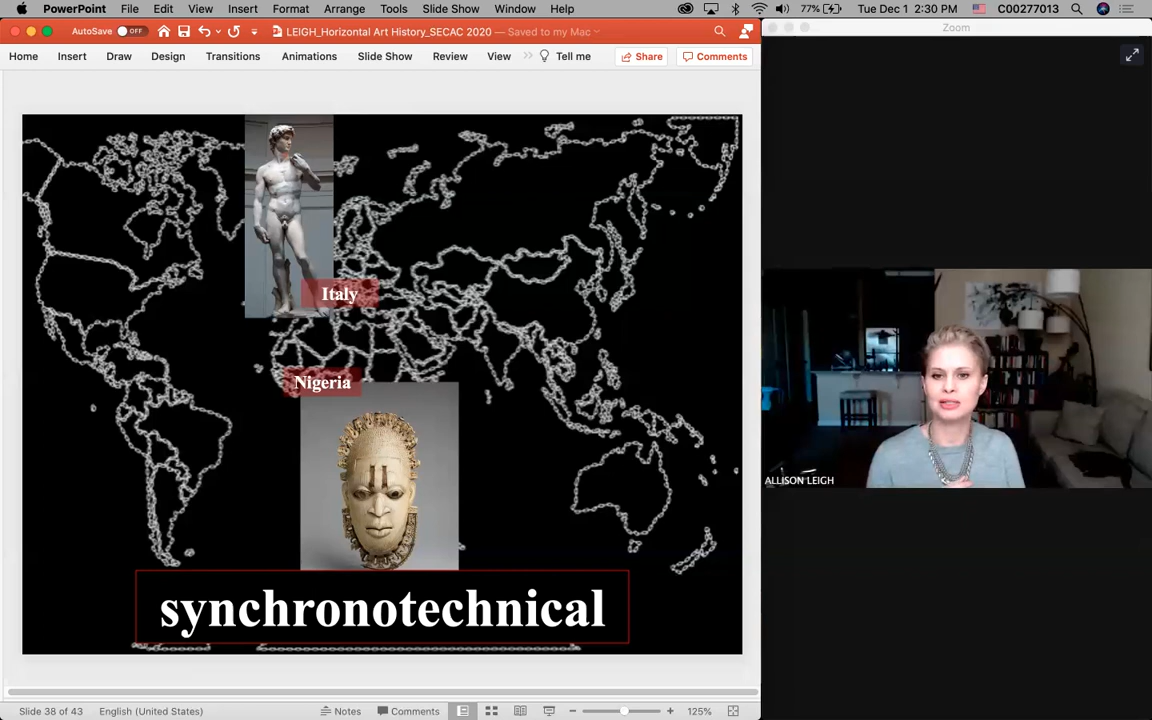 PowerPoint File Edit View Insert Format Arrange Tools Slide Show Window Help 77% Tue Dec 1 2:30 PM C00277013
AutoSave OFF LEIGH_Horizontal Art History_SECAC 2020 — Saved to my Mac
Zoom
Home Insert Draw Design Transitions Animations Slide Show Review View Tell me Share Comments
Italy
Nigeria
ALLISON LEIGH
synchronotechnical
Slide 38 of 43 English (United States) Notes Comments 125%